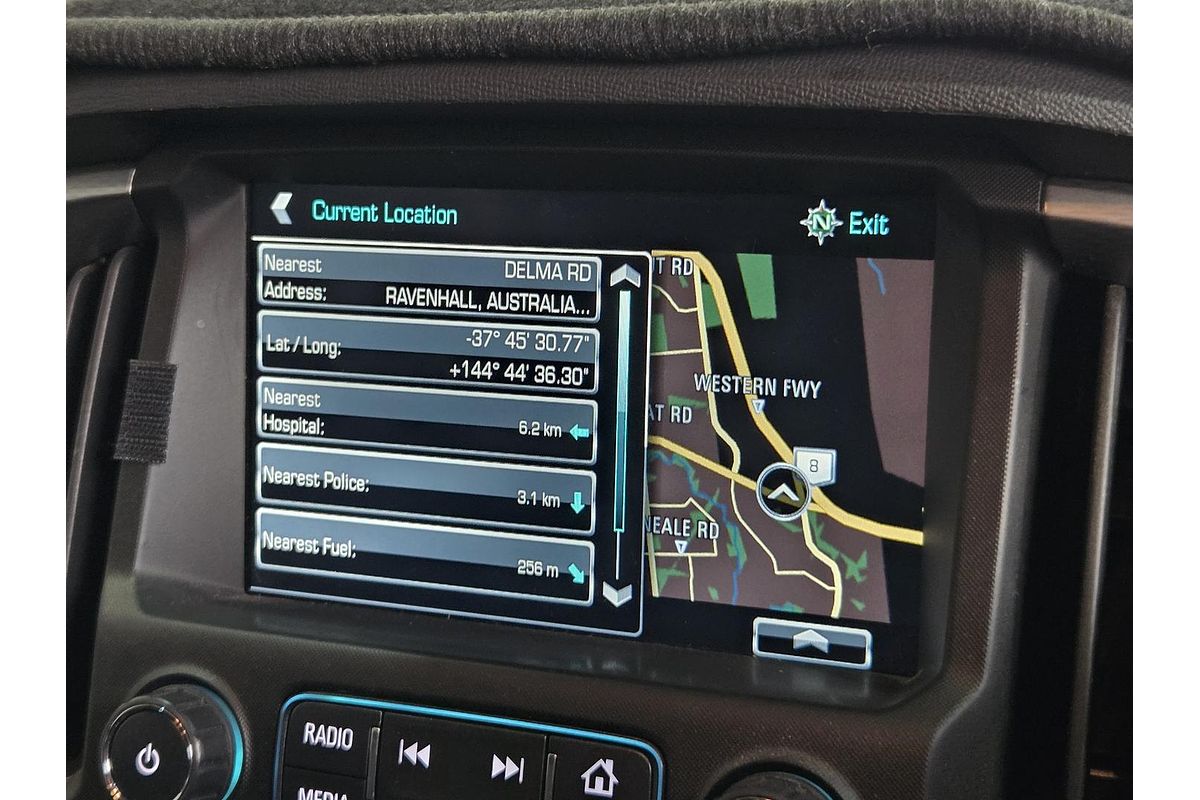 Current Location
N Exit
Nearest DELMA RD
Address: RAVENHALL, AUSTRALIA...
Lat/Long: -37° 45' 30.77"
+144° 44' 36.30"
Nearest
Hospital: 6.2 km
Nearest Police: 3.1 km
Nearest Fuel: 256 m
T RD
WESTERN FWY
AT RD
8
NEALE RD
RADIO
MEDIA